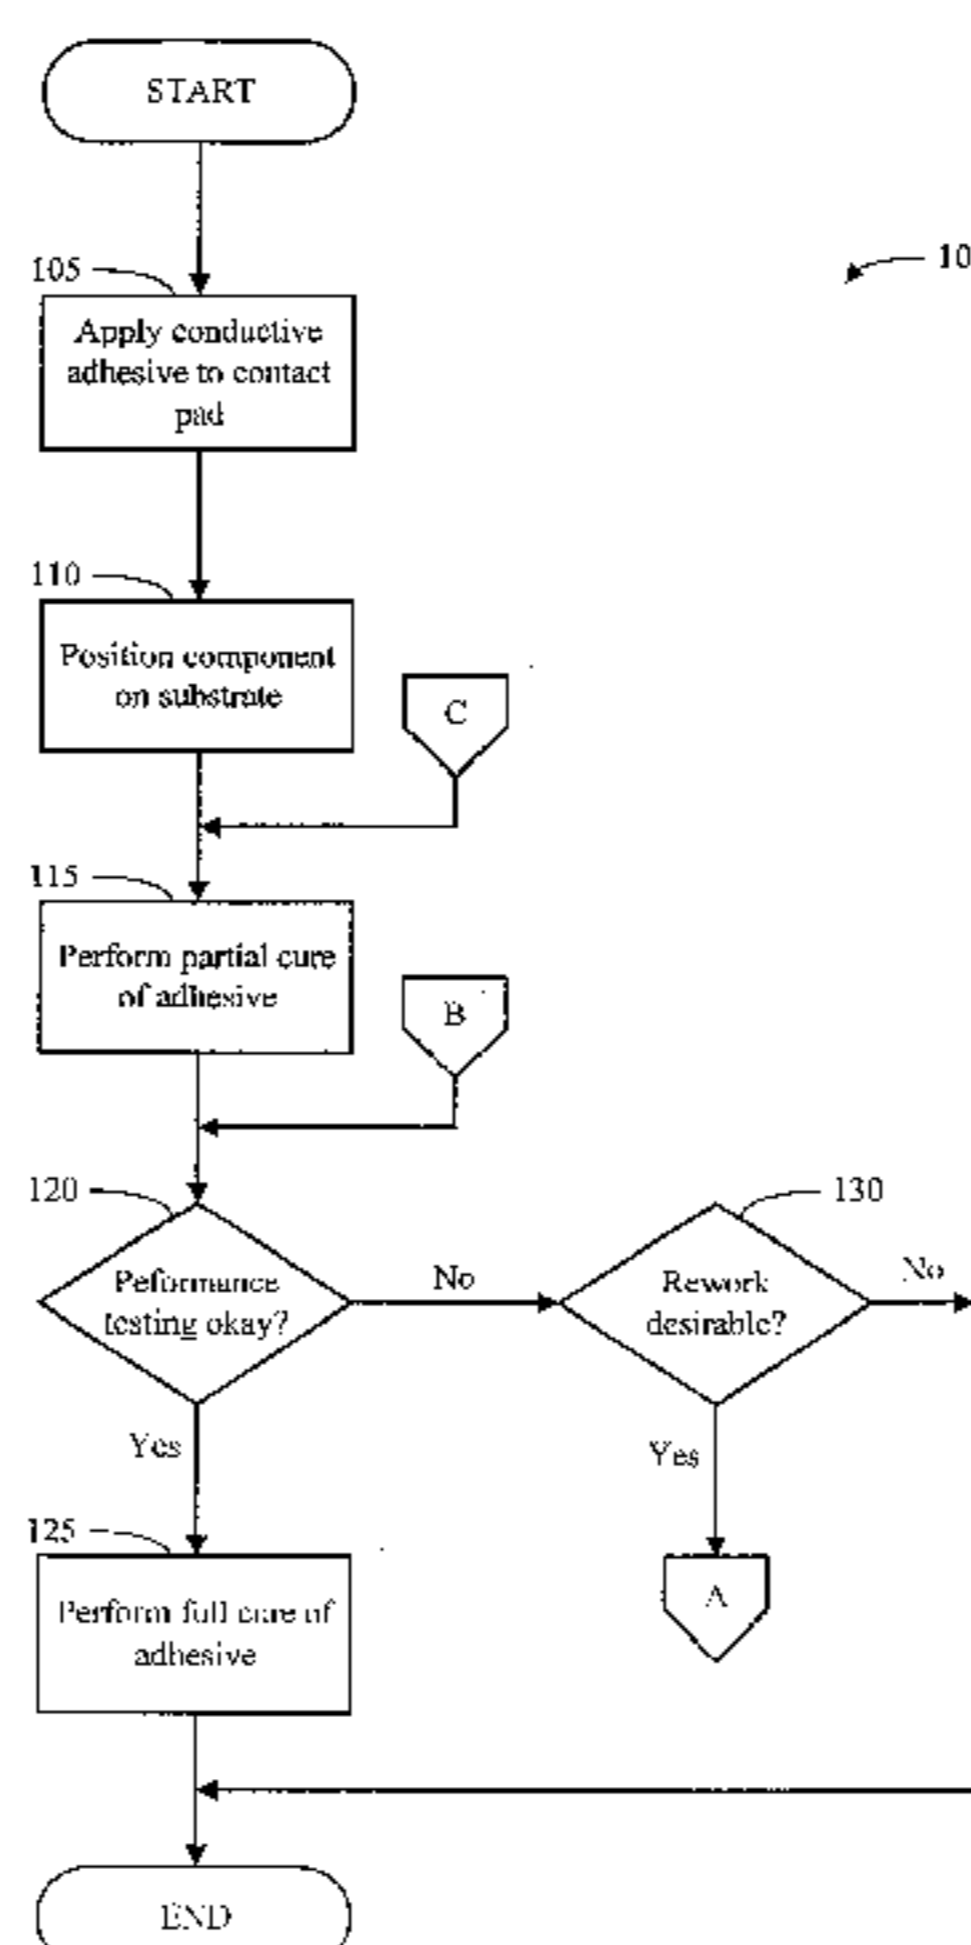 START
10
105
Apply conductive
adhesive to contact
pad
110
Position component
on substrate
C
115
Perform partial cure
of adhesive
B
120
Peformance
testing okay?
No
130
Rework
desirable?
No
Yes
Yes
125
Perform full cure of
adhesive
A
END